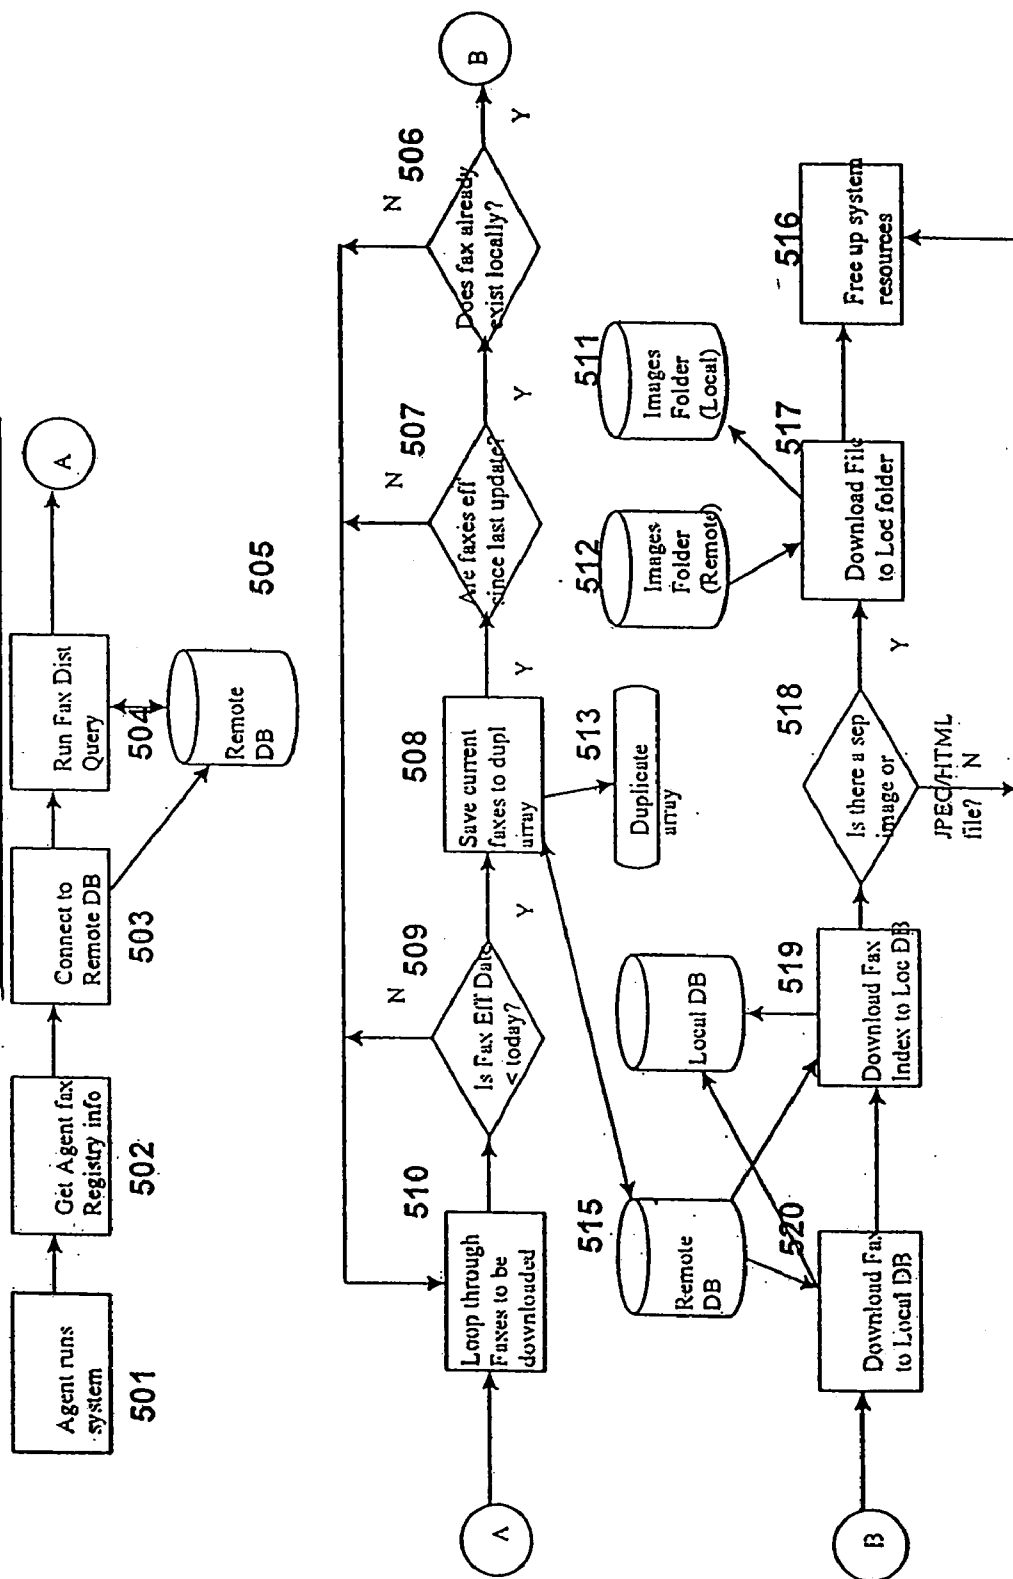 Agent runs
system
501
Get Agent fax
Registry info
502
Connect to
Remote DB
503
Run Fax Dist
Query
504
A
Remote
DB
505
A
Loop through
Faxes to be
downloaded
510
Is Fax Eff Date
< today?
509
N
Y
Save current
faxes to dupl
array
508
Duplicate
array
513
Are faxes eff
since last update?
507
N
Y
Does fax already
exist locally?
506
N
Y
B
B
Download Fax
to Local DB
520
Remote
DB
515
Local DB
Download Fax
Index to Loc DB
519
Is there a sep
image or
JPEG/HTML
file?
518
N
Y
Images
Folder
(Remote)
512
Images
Folder
(Local)
511
Download File
to Loc folder
517
Free up system
resources
516